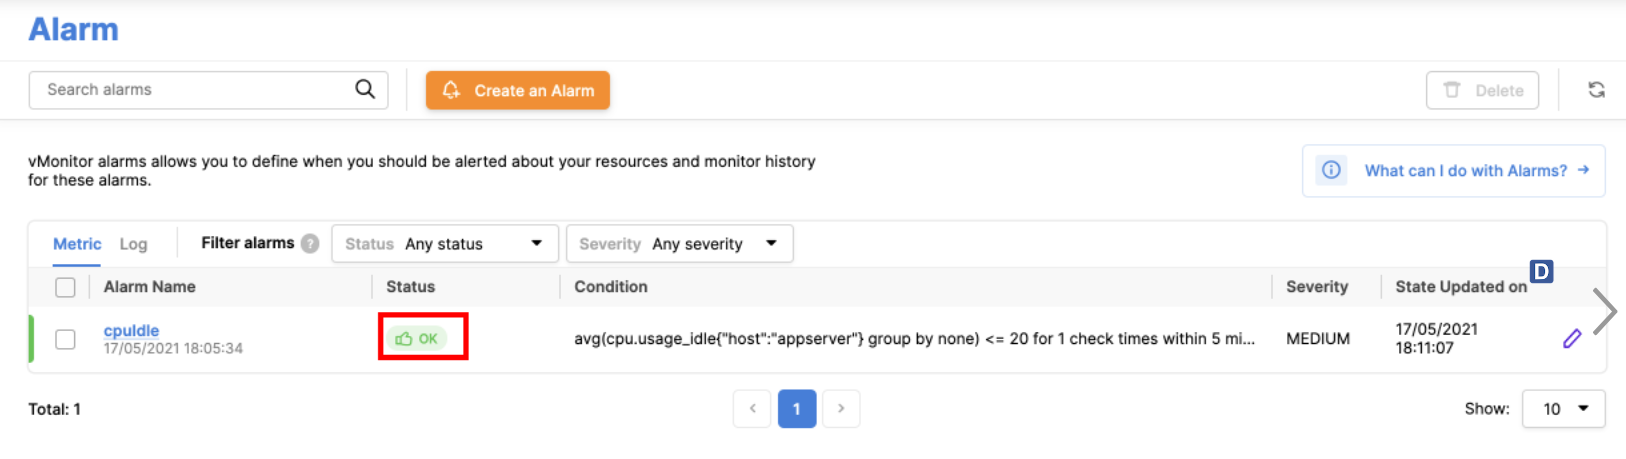 Alarm
Search alarms
Create an Alarm
Delete
vMonitor alarms allows you to define when you should be alerted about your resources and monitor history
for these alarms.
What can I do with Alarms?
Metric Log Filter alarms ? Status Any status Severity Any severity
D
Alarm Name Status Condition Severity State Updated on
cpuIdle
17/05/2021 18:05:34
OK
avg(cpu.usage_idle{"host":"appserver"} group by none) <= 20 for 1 check times within 5 mi...
MEDIUM
17/05/2021
18:11:07
Total: 1
1
Show: 10